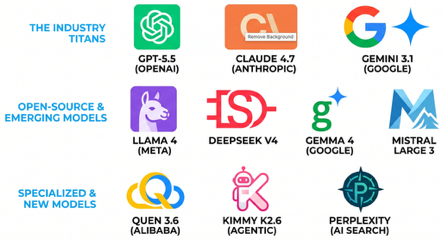 THE INDUSTRY
TITANS
Remove Background
GPT-5.5
(OPENAI)
CLAUDE 4.7
(ANTHROPIC)
GEMINI 3.1
(GOOGLE)
OPEN-SOURCE &
EMERGING MODELS
LLAMA 4
(META)
DEEPSEEK V4
g
GEMMA 4
(GOOGLE)
M
MISTRAL
LARGE 3
SPECIALIZED &
NEW MODELS
QUEN 3.6
(ALIBABA)
K
KIMMY K2.6
(AGENTIC)
P
PERPLEXITY
(AI SEARCH)